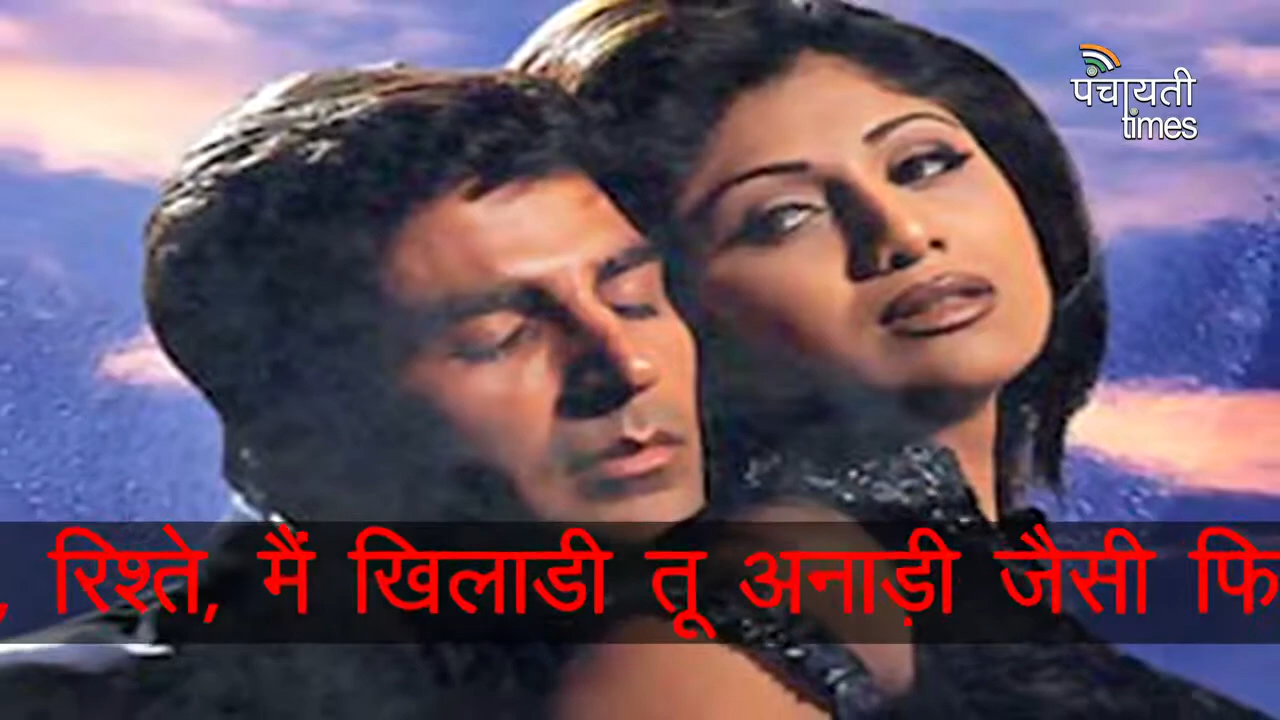 पंचायती
times
, रिश्ते, मैं खिलाडी तू अनाड़ी जैसी फि